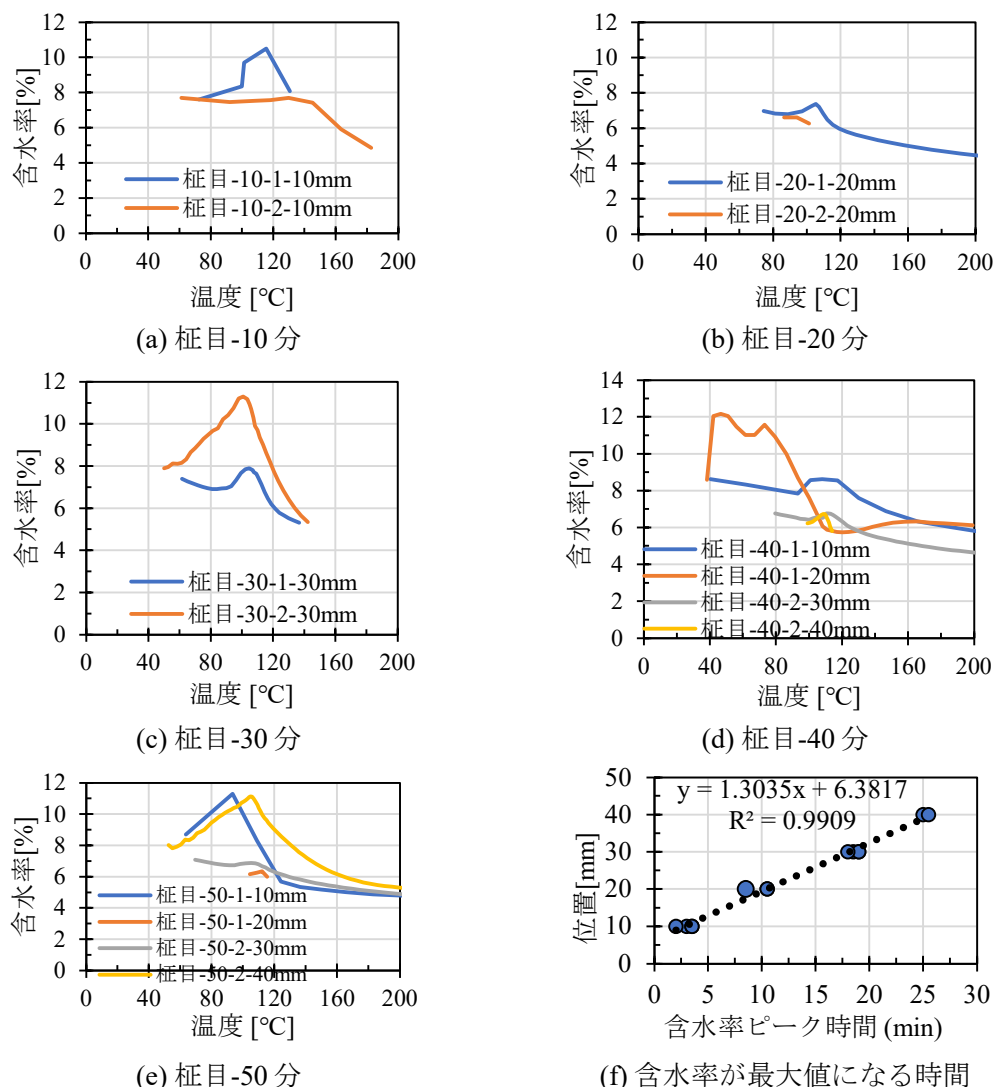 12
10
8
6
4
2
0
含水率[%]
柾目-10-1-10mm
柾目-10-2-10mm
0 40 80 120 160 200
温度 [℃]
(a) 柾目-10 分
12
10
8
6
4
2
0
含水率[%]
柾目-20-1-20mm
柾目-20-2-20mm
0 40 80 120 160 200
温度 [℃]
(b) 柾目-20 分
12
10
8
6
4
2
0
含水率[%]
柾目-30-1-30mm
柾目-30-2-30mm
0 40 80 120 160 200
温度 [℃]
(c) 柾目-30 分
14
12
10
8
6
4
2
0
含水率[%]
柾目-40-1-10mm
柾目-40-1-20mm
柾目-40-2-30mm
柾目-40-2-40mm
0 40 80 120 160 200
温度 [℃]
(d) 柾目-40 分
12
10
8
6
4
2
0
含水率[%]
柾目-50-1-10mm
柾目-50-1-20mm
柾目-50-2-30mm
柾目-50-2-40mm
0 40 80 120 160 200
温度 [℃]
(e) 柾目-50 分
50
40
30
20
10
0
位置[mm]
y = 1.3035x + 6.3817
R² = 0.9909
0 5 10 15 20 25 30
含水率ピーク時間 (min)
(f) 含水率が最大値になる時間